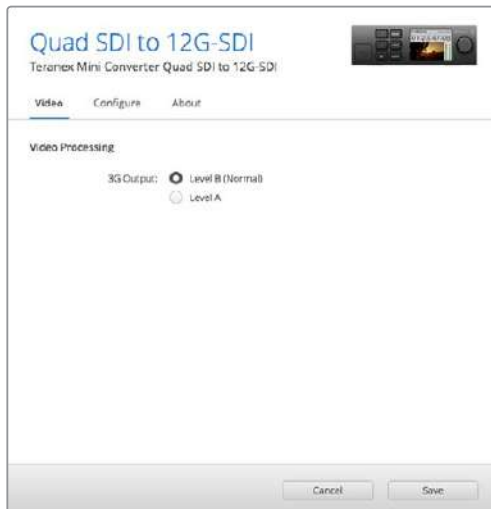 Quad SDI to 12G-SDI
Teranex Mini Converter Quad SDI to 12G-SDI
Video Configure About
Video Processing
3G Output: Level B (Normal)
Level A
Cancel Save